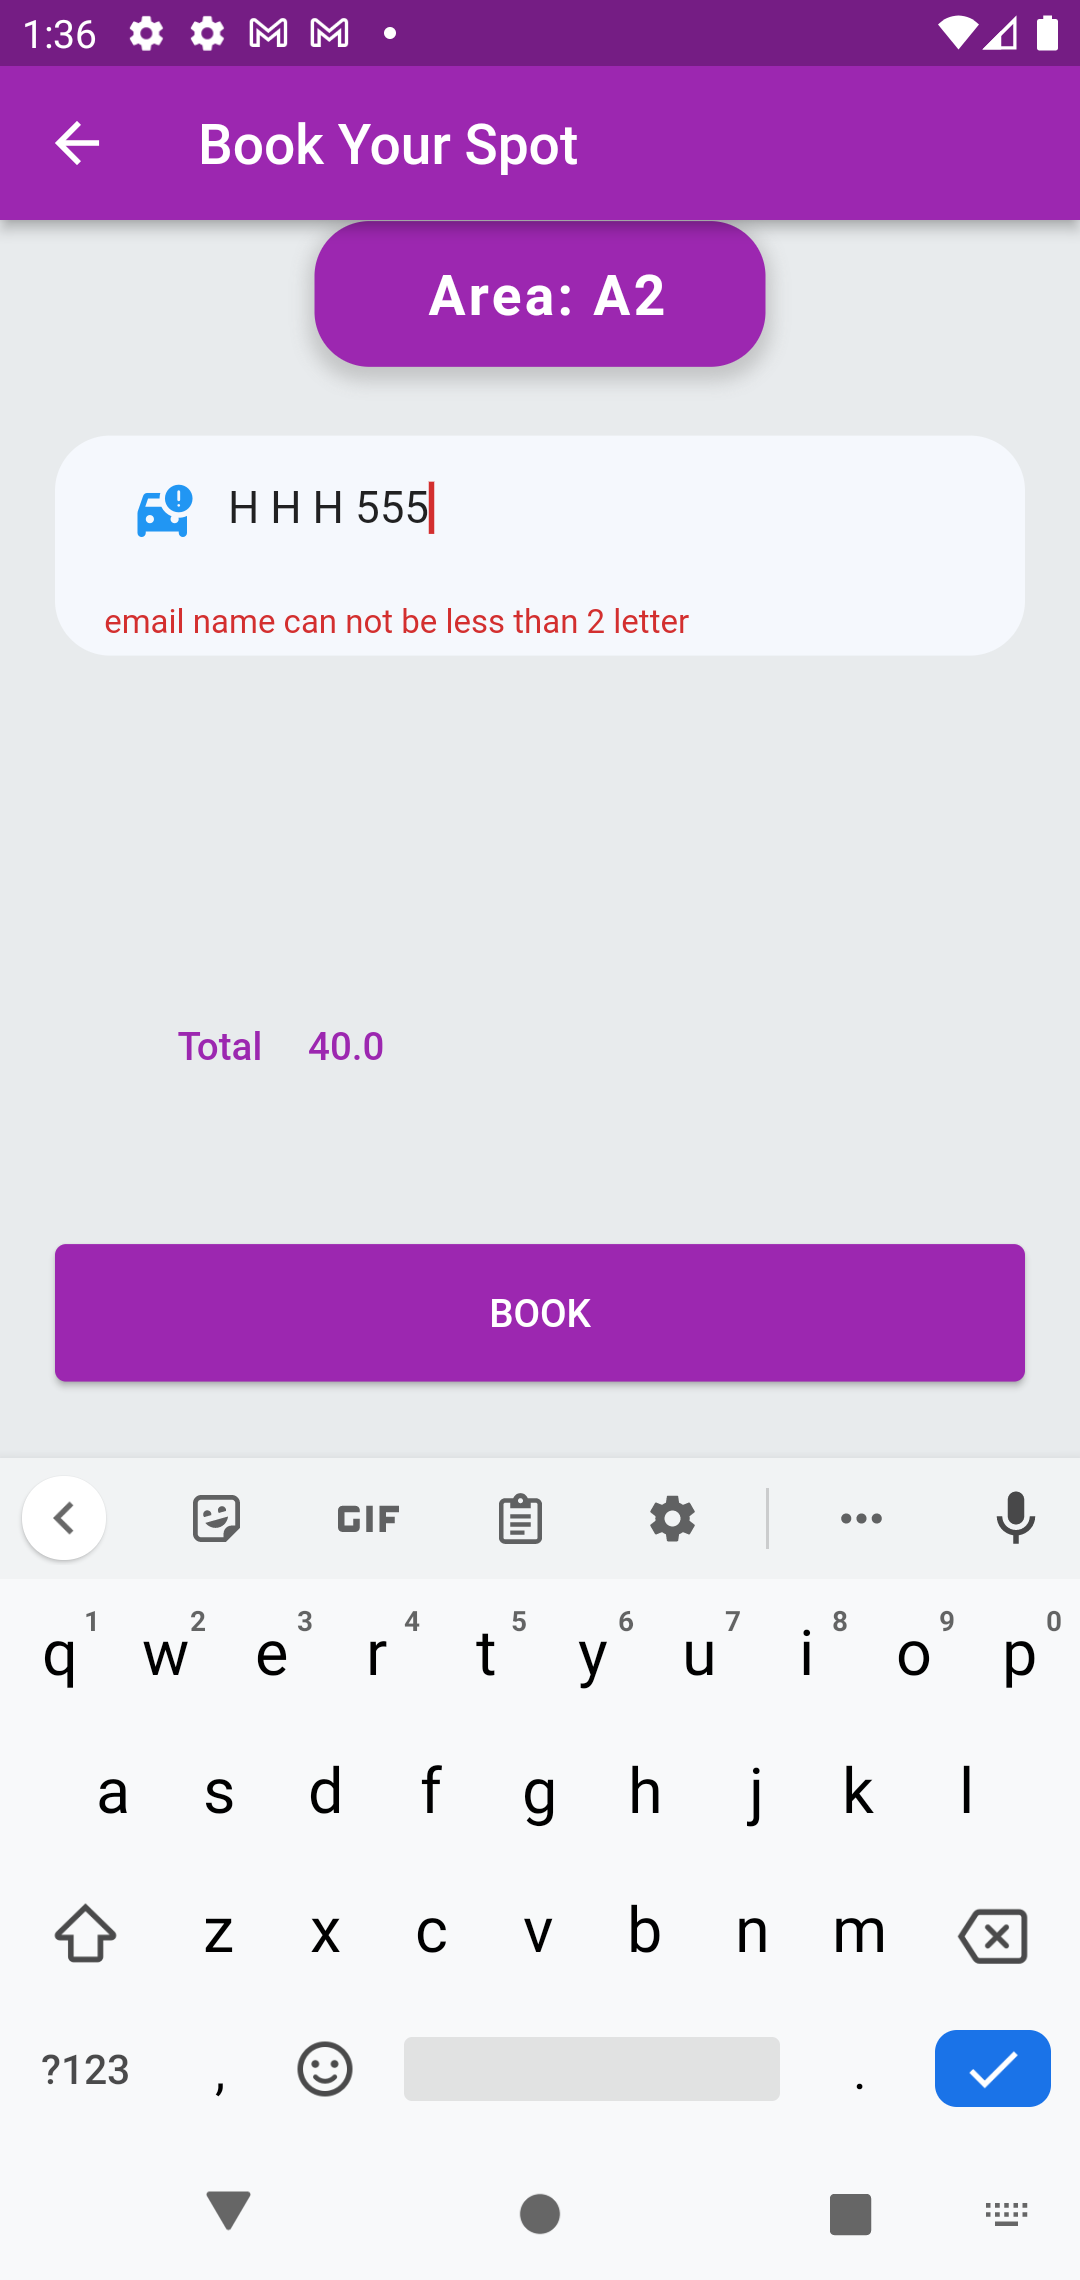 1:36
Book Your Spot
Area: A2
H H H 555
email name can not be less than 2 letter
Total 40.0
BOOK
GIF
1 2 3 4 5 6 7 8 9 0
q w e r t y u i o p
a s d f g h j k l
z x c v b n m
?123 , .